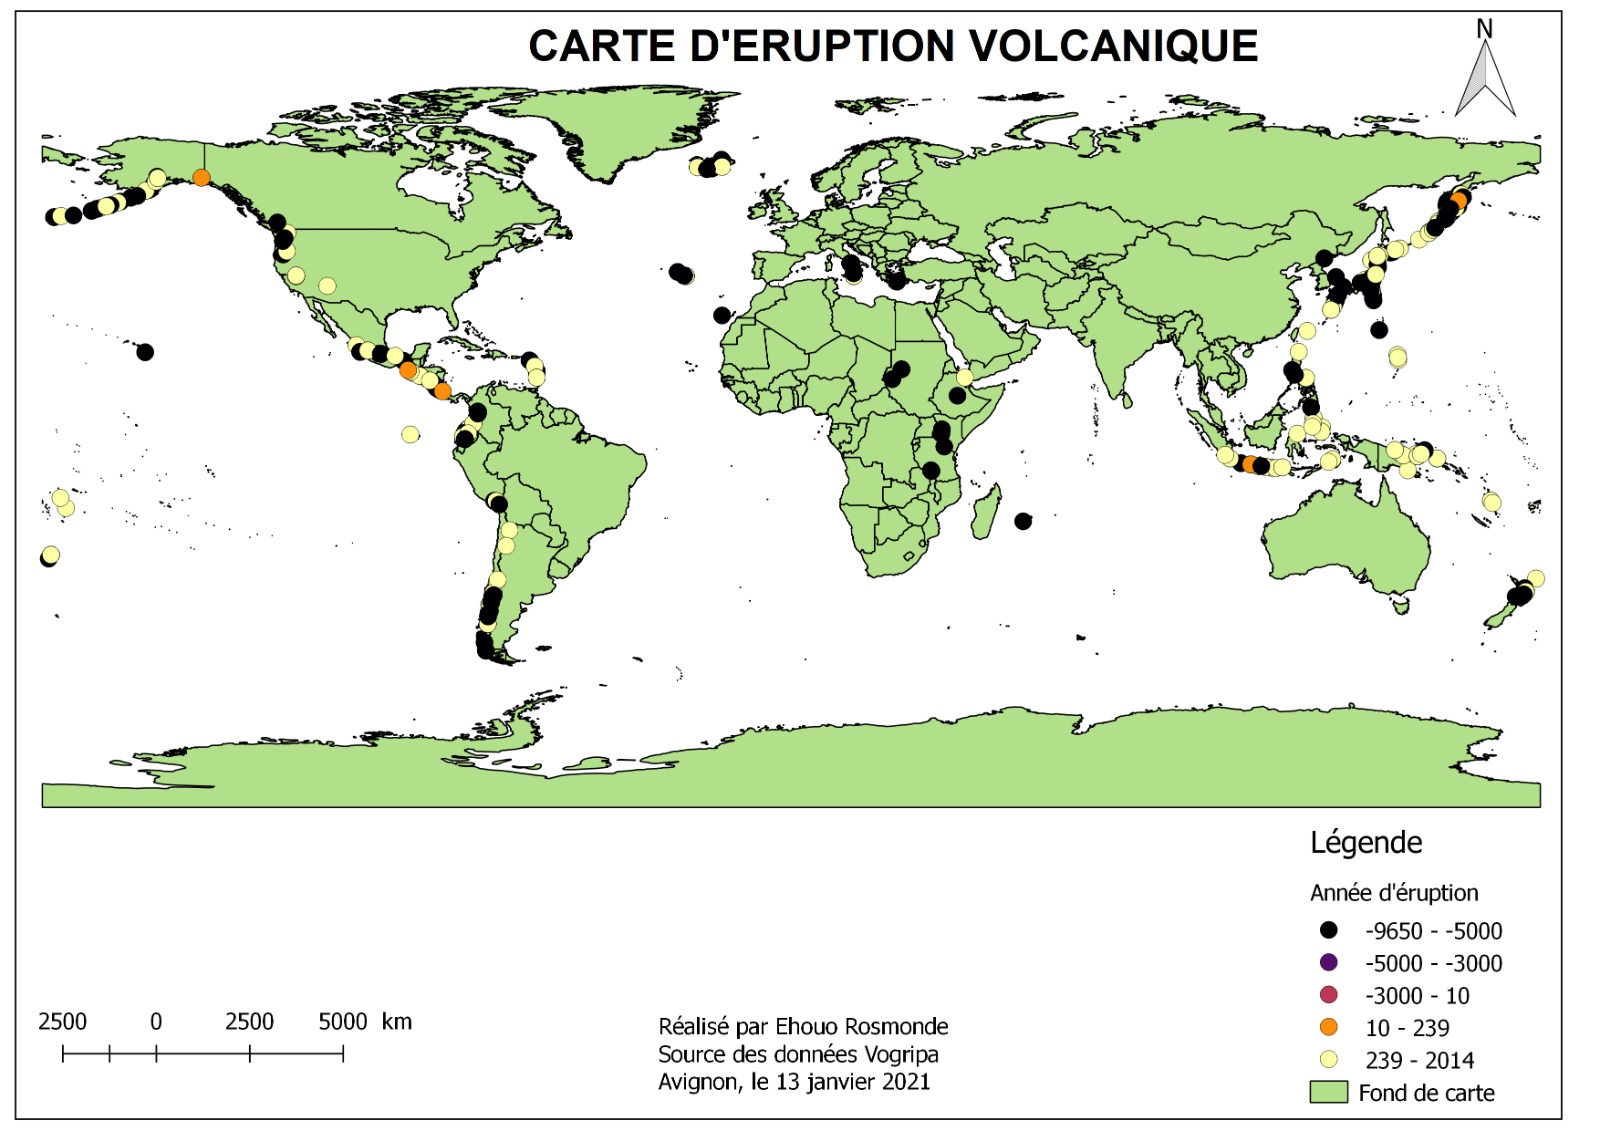 CARTE D'ERUPTION VOLCANIQUE
N
Légende
Année d'éruption
-9650 - -5000
-5000 - -3000
-3000 - 10
10 - 239
239 - 2014
Fond de carte
2500 0 2500 5000 km
Réalisé par Ehouo Rosmonde
Source des données Vogripa
Avignon, le 13 janvier 2021